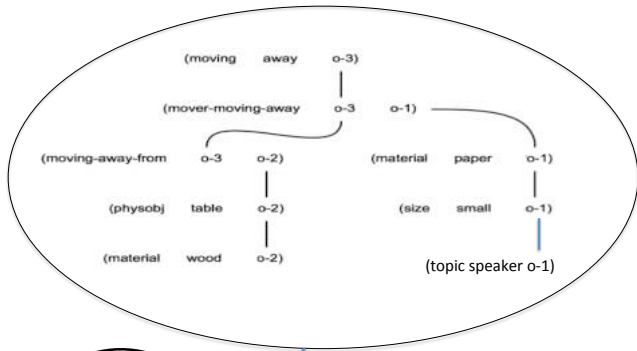 (moving away o-3)
(mover-moving-away o-3 o-1)
(moving-away-from o-3 o-2) (material paper o-1)
(physobj table o-2) (size small o-1)
(material wood o-2)
(topic speaker o-1)